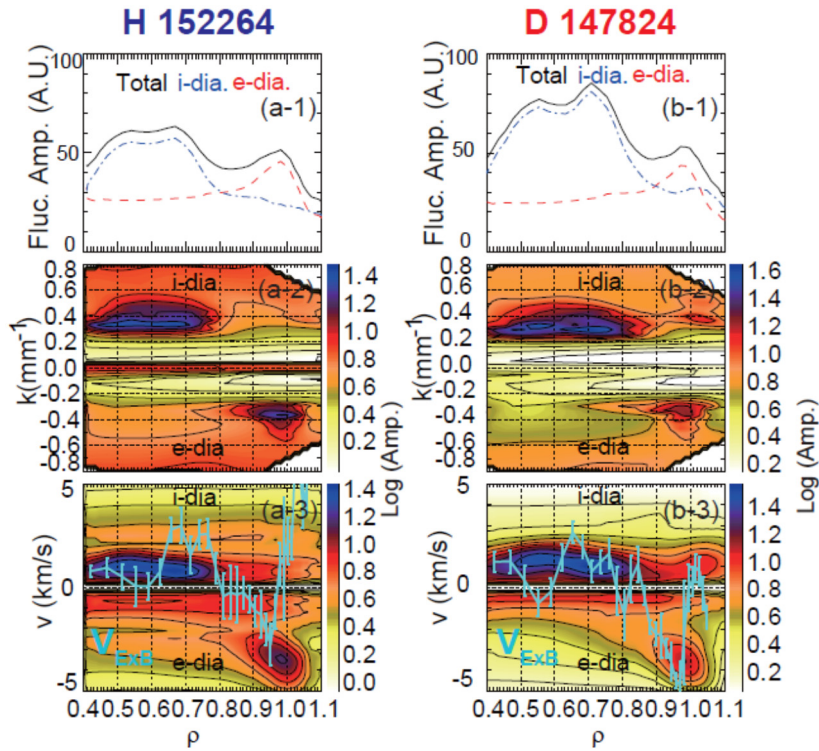 H 152264
D 147824
Fluc. Amp. (A.U.)
100
50
0
Total i-dia. e-dia.
(a-1)
Fluc. Amp. (A.U.)
100
50
0
Total i-dia. e-dia.
(b-1)
k(mm⁻¹)
0.8
0.6
0.4
0.2
0.0
-0.2
-0.4
-0.6
-0.8
i-dia
(a-2)
e-dia
1.4
1.2
1.0
0.8
0.6
0.4
0.2
Log (Amp.)
k(mm⁻¹)
0.8
0.6
0.4
0.2
0.0
-0.2
-0.4
-0.6
-0.8
i-dia
(b-2)
e-dia
1.6
1.4
1.2
1.0
0.8
0.6
0.4
0.2
Log (Amp.)
v (km/s)
5
0
-5
i-dia
(a-3)
V_ExB
e-dia
1.4
1.2
1.0
0.8
0.6
0.4
0.2
0.0
v (km/s)
5
0
-5
i-dia
(b-3)
V_ExB
e-dia
1.4
1.2
1.0
0.8
0.6
0.4
0.2
0.4 0.5 0.6 0.7 0.8 0.9 1.0 1.1
ρ
0.4 0.5 0.6 0.7 0.8 0.9 1.0 1.1
ρ